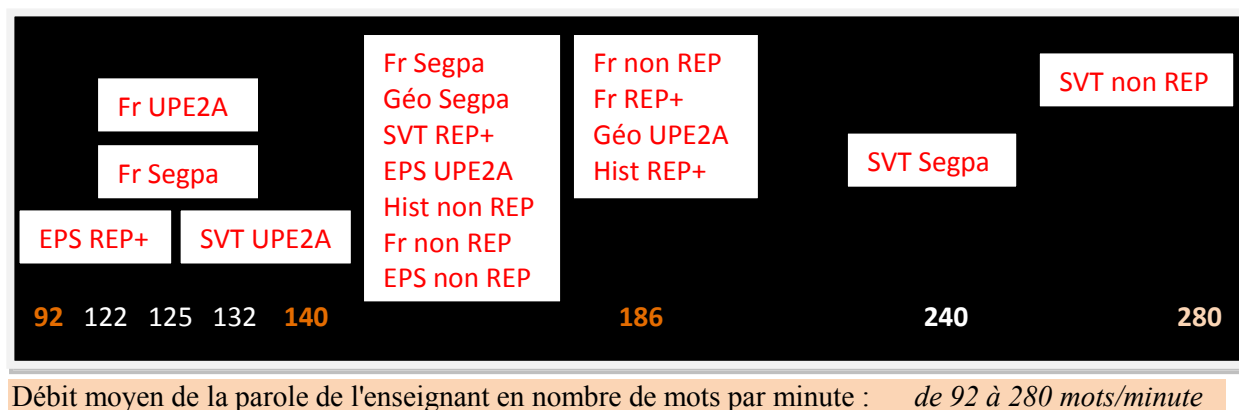 Fr UPE2A
Fr Segpa
EPS REP+
SVT UPE2A
Fr Segpa
Géo Segpa
SVT REP+
EPS UPE2A
Hist non REP
Fr non REP
EPS non REP
Fr non REP
Fr REP+
Géo UPE2A
Hist REP+
SVT Segpa
SVT non REP
92 122 125 132 140 186 240 280
Débit moyen de la parole de l'enseignant en nombre de mots par minute : de 92 à 280 mots/minute